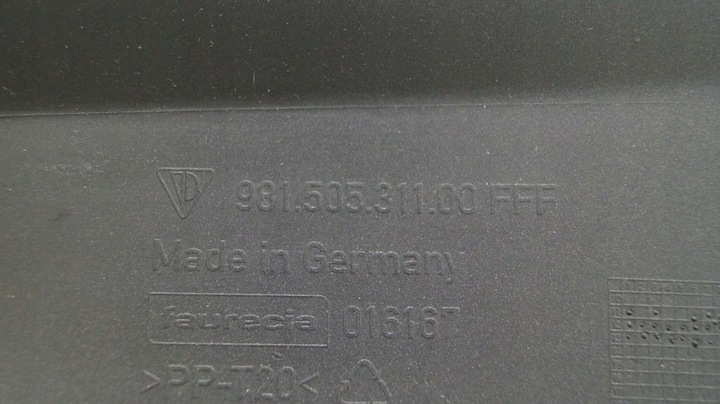 981.505.311.00 FFF
Made in Germany
faurecia 016167
>PP-T20<